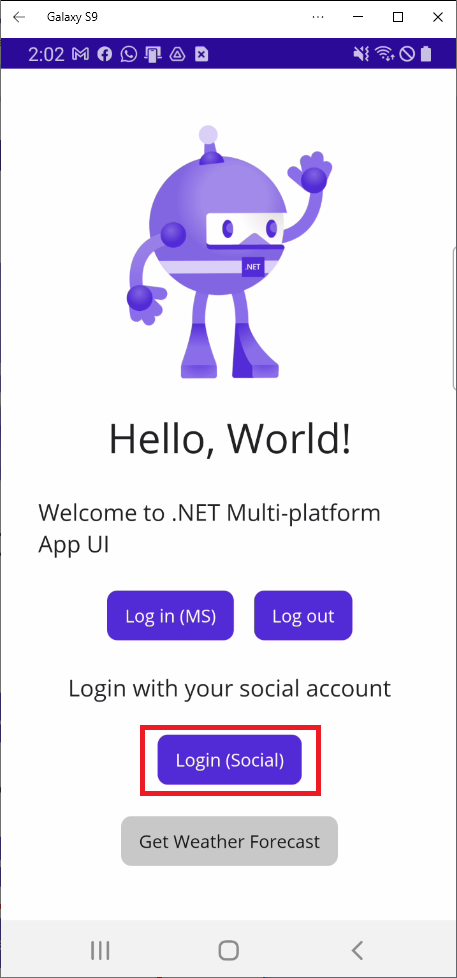 Galaxy S9
2:02
.NET
Hello, World!
Welcome to .NET Multi-platform
App UI
Log in (MS) Log out
Login with your social account
Login (Social)
Get Weather Forecast